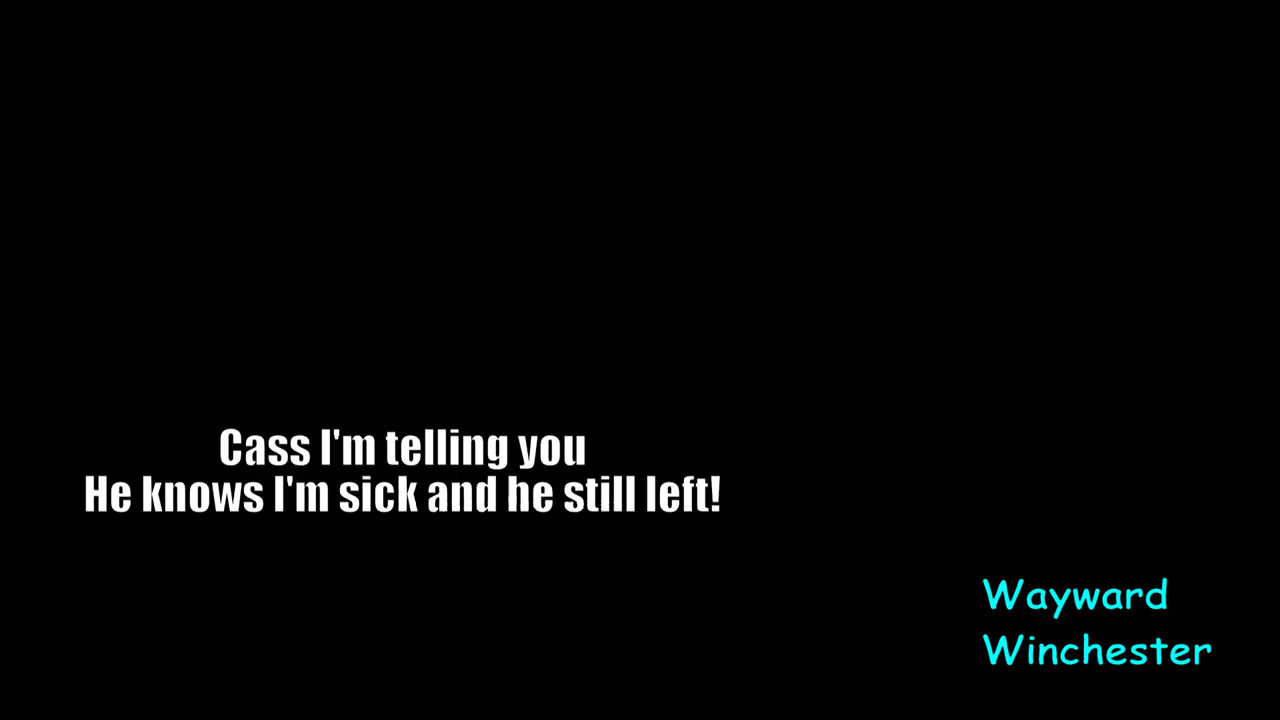 Cass I'm telling you
He knows I'm sick and he still left!
Wayward
Winchester